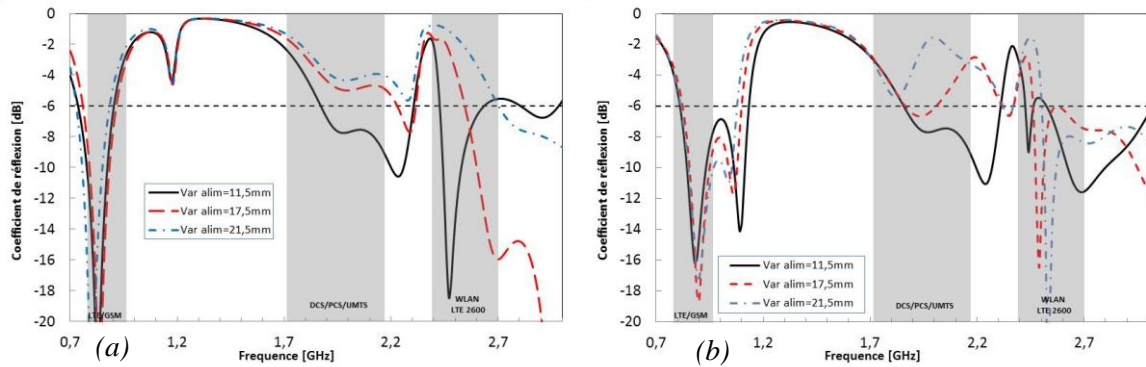 0
-2
-4
-6
-8
-10
-12
-14
-16
-18
-20
Coefficient de réflexion [dB]
Var alim=11,5mm
Var alim=17,5mm
Var alim=21,5mm
LTE/GSM
DCS/PCS/UMTS
WLAN
LTE 2600
0,7
1,2
2,2
2,7
(a)
Frequence [GHz]
0
-2
-4
-6
-8
-10
-12
-14
-16
-18
-20
Coefficient de réflexion [dB]
Var alim=11,5mm
Var alim=17,5mm
Var alim=21,5mm
LTE/GSM
DCS/PCS/UMTS
WLAN
LTE 2600
0,7
1,2
2,2
2,7
(b)
Frequence [GHz]